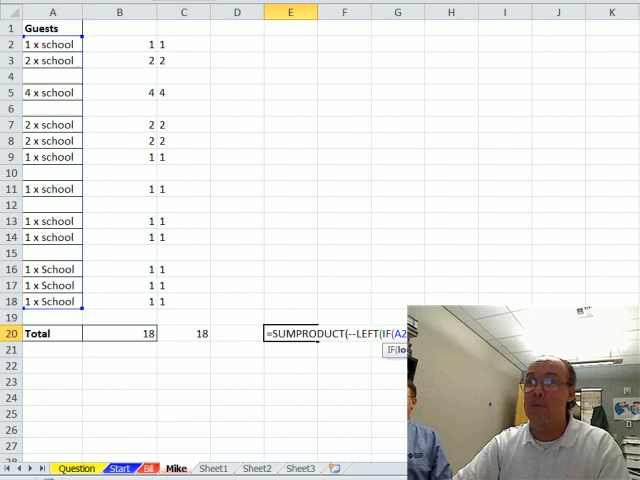 A B C D E F G H I J K
1 Guests
2 1 x school 1 1
3 2 x school 2 2
4
5 4 x school 4 4
6
7 2 x school 2 2
8 2 x school 2 2
9 1 x school 1 1
10
11 1 x school 1 1
12
13 1 x school 1 1
14 1 x school 1 1
15
16 1 x School 1 1
17 1 x School 1 1
18 1 x School 1 1
19
20 Total 18 18 =SUMPRODUCT(--LEFT(IF(A2
21 IF(lo
22
23
24
25
26
27
28
Question Start Bill Mike Sheet1 Sheet2 Sheet3